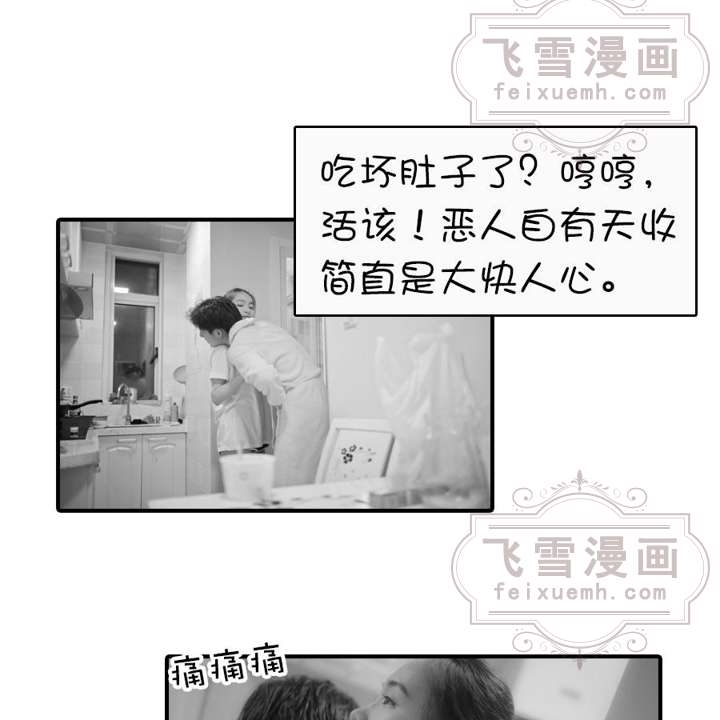 飞雪漫画
feixuemh.com
吃坏肚子了？哼哼，
活该！恶人自有天收
简直是大快人心。
飞雪漫画
feixuemh.com
痛痛痛